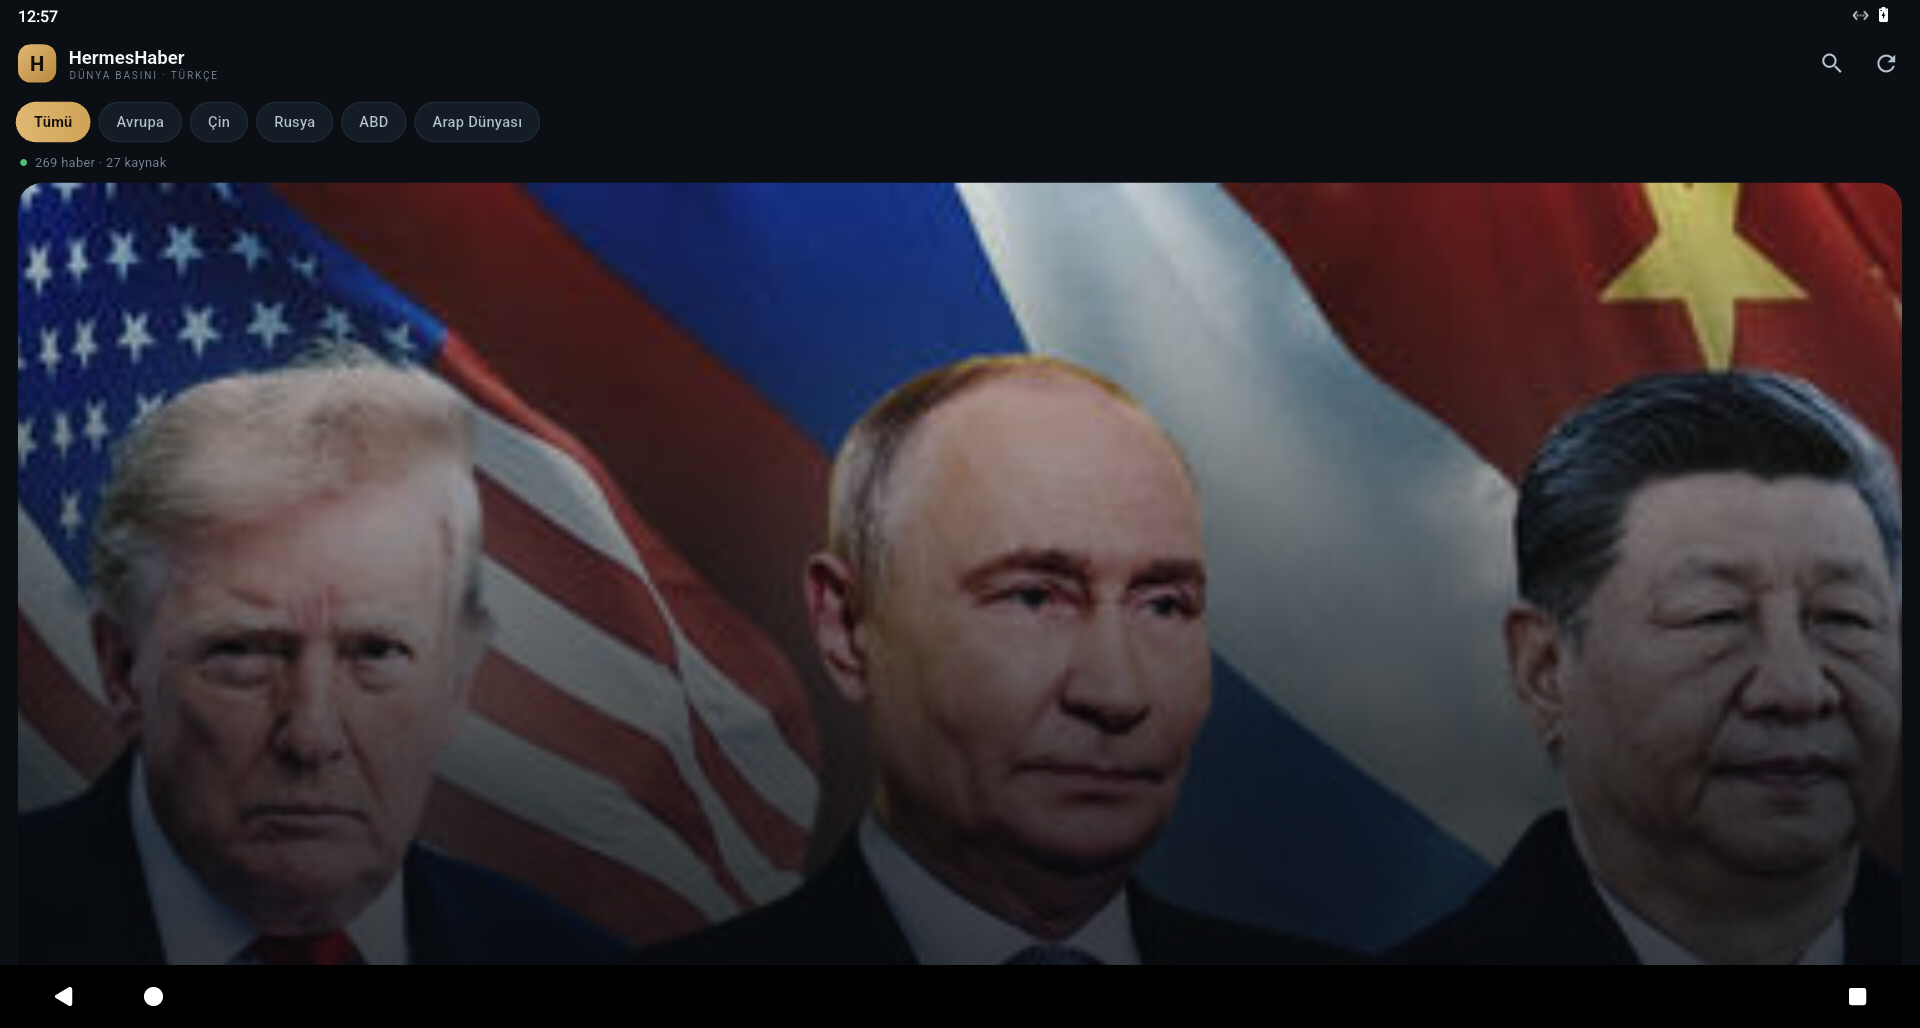 12:57
H
HermesHaber
DÜNYA BASINI · TÜRKÇE
Tümü
Avrupa
Çin
Rusya
ABD
Arap Dünyası
269 haber · 27 kaynak